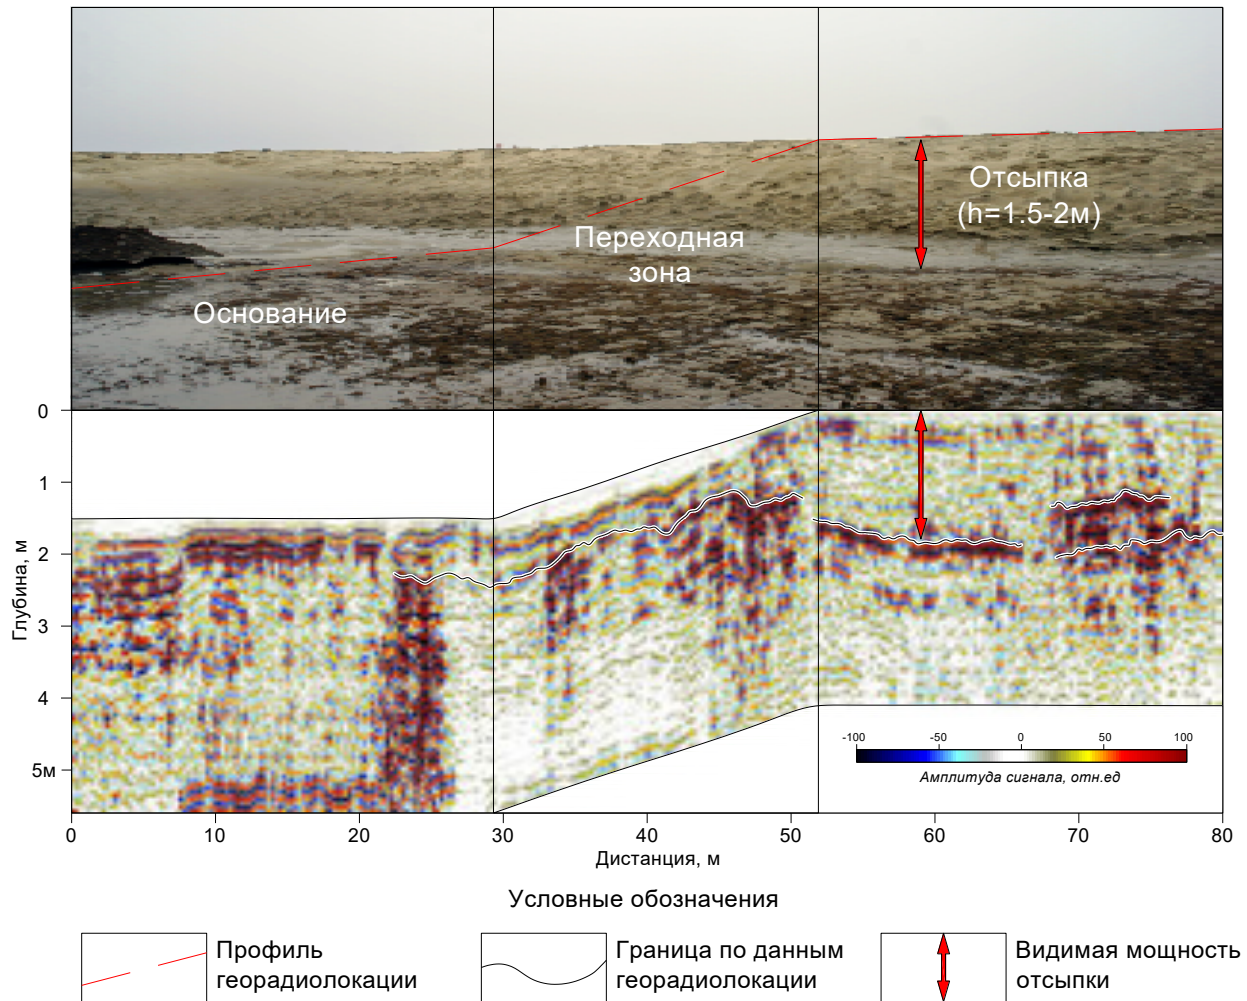 Отсыпка
(h=1.5-2м)
Переходная
зона
Основание
0
1
2
3
4
5м
Глубина, м
-100 -50 0 50 100
Амплитуда сигнала, отн.ед
0 10 20 30 40 50 60 70 80
Дистанция, м
Условные обозначения
Профиль
георадиолокации
Граница по данным
георадиолокации
Видимая мощность
отсыпки